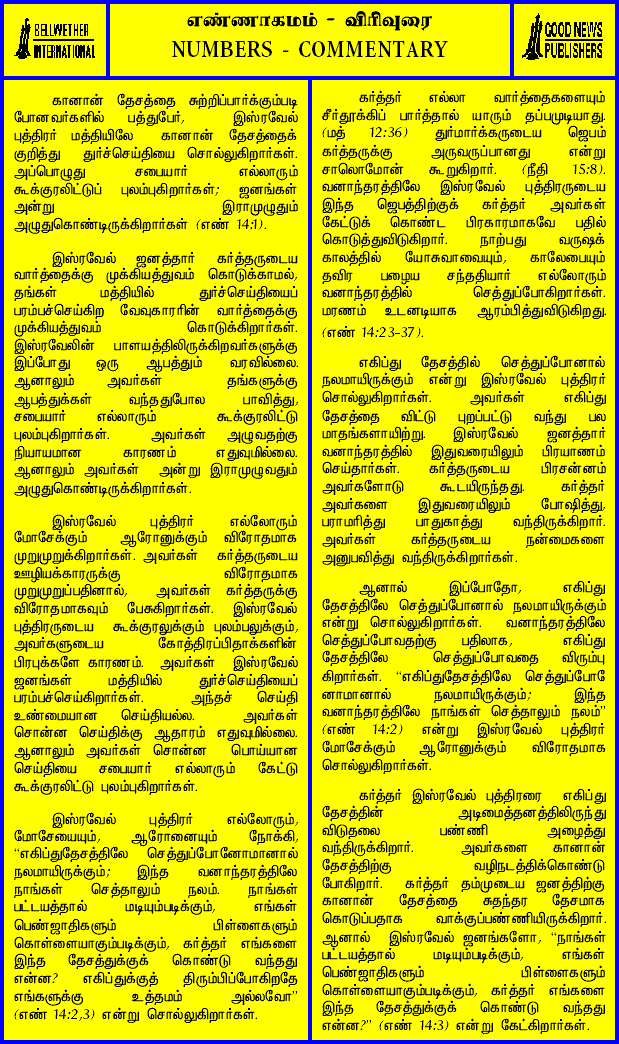 BELLWETHER
INTERNATIONAL
எண்ணாகமம் - விரிவுரை
NUMBERS - COMMENTARY
GOOD NEWS
PUBLISHERS
கானான் தேசத்தை சுற்றிப்பார்க்கும்படி
போனவர்களில் பத்துபேர், இஸ்ரவேல்
புத்திரர் மத்தியிலே கானான் தேசத்தைக்
குறித்து துர்ச்செய்தியை சொல்லுகிறார்கள்.
அப்பொழுது சபையார் எல்லாரும்
கூக்குரலிட்டுப் புலம்புகிறார்கள்; ஜனங்கள்
அன்று இராமுழுதும்
அழுதுகொண்டிருக்கிறார்கள் (எண் 14:1).
இஸ்ரவேல் ஜனத்தார் கர்த்தருடைய
வார்த்தைக்கு முக்கியத்துவம் கொடுக்காமல்,
தங்கள் மத்தியில் துர்ச்செய்தியைப்
பரம்பச்செய்கிற வேவுகாரரின் வார்த்தைக்கு
முக்கியத்துவம் கொடுக்கிறார்கள்.
இஸ்ரவேலின் பாளயத்திலிருக்கிறவர்களுக்கு
இப்போது ஒரு ஆபத்தும் வரவில்லை.
ஆனாலும் அவர்கள் தங்களுக்கு
ஆபத்துக்கள் வந்ததுபோல பாவித்து,
சபையார் எல்லாரும் கூக்குரலிட்டு
புலம்புகிறார்கள். அவர்கள் அழுவதற்கு
நியாயமான காரணம் எதுவுமில்லை.
ஆனாலும் அவர்கள் அன்று இராமுழுவதும்
அழுதுகொண்டிருக்கிறார்கள்.
இஸ்ரவேல் புத்திரர் எல்லோரும்
மோசேக்கும் ஆரோனுக்கும் விரோதமாக
முறுமுறுக்கிறார்கள். அவர்கள் கர்த்தருடைய
ஊழியக்காரருக்கு விரோதமாக
முறுமுறுப்பதினால், அவர்கள் கர்த்தருக்கு
விரோதமாகவும் பேசுகிறார்கள். இஸ்ரவேல்
புத்திரருடைய கூக்குரலுக்கும் புலம்பலுக்கும்,
அவர்களுடைய கோத்திரப்பிதாக்களின்
பிரபுக்களே காரணம். அவர்கள் இஸ்ரவேல்
ஜனங்கள் மத்தியில் துர்ச்செய்தியைப்
பரம்பச்செய்கிறார்கள். அந்தச் செய்தி
உண்மையான செய்தியல்ல. அவர்கள்
சொன்ன செய்திக்கு ஆதாரம் எதுவுமில்லை.
ஆனாலும் அவர்கள் சொன்ன பொய்யான
செய்தியை சபையார் எல்லாரும் கேட்டு
கூக்குரலிட்டு புலம்புகிறார்கள்.
இஸ்ரவேல் புத்திரர் எல்லோரும்,
மோசேயையும், ஆரோனையும் நோக்கி,
“எகிப்துதேசத்திலே செத்துப்போனோமானால்
நலமாயிருக்கும்; இந்த வனாந்தரத்திலே
நாங்கள் செத்தாலும் நலம். நாங்கள்
பட்டயத்தால் மடியும்படிக்கும், எங்கள்
பெண்ஜாதிகளும் பிள்ளைகளும்
கொள்ளையாகும்படிக்கும், கர்த்தர் எங்களை
இந்த தேசத்துக்குக் கொண்டு வந்தது
என்ன? எகிப்துக்குத் திரும்பிப்போகிறதே
எங்களுக்கு உத்தமம் அல்லவோ”
(எண் 14:2,3) என்று சொல்லுகிறார்கள்.
கர்த்தர் எல்லா வார்த்தைகளையும்
சீர்தூக்கிப் பார்த்தால் யாரும் தப்பமுடியாது.
(மத் 12:36) துர்மார்க்கருடைய ஜெபம்
கர்த்தருக்கு அருவருப்பானது என்று
சாலொமோன் கூறுகிறார். (நீதி 15:8).
வனாந்தரத்திலே இஸ்ரவேல் புத்திரருடைய
இந்த ஜெபத்திற்குக் கர்த்தர் அவர்கள்
கேட்டுக் கொண்ட பிரகாரமாகவே பதில்
கொடுத்துவிடுகிறார். நாற்பது வருஷக்
காலத்தில் யோசுவாவையும், காலேபையும்
தவிர பழைய சந்ததியார் எல்லோரும்
வனாந்தரத்தில் செத்துப்போகிறார்கள்.
மரணம் உடனடியாக ஆரம்பித்துவிடுகிறது.
(எண் 14:23-37).
எகிப்து தேசத்தில் செத்துப்போனால்
நலமாயிருக்கும் என்று இஸ்ரவேல் புத்திரர்
சொல்லுகிறார்கள். அவர்கள் எகிப்து
தேசத்தை விட்டு புறப்பட்டு வந்து பல
மாதங்களாயிற்று. இஸ்ரவேல் ஜனத்தார்
வனாந்தரத்தில் இதுவரையிலும் பிரயாணம்
செய்தார்கள். கர்த்தருடைய பிரசன்னம்
அவர்களோடு கூடயிருந்தது. கர்த்தர்
அவர்களை இதுவரையிலும் போஷித்து,
பராமரித்து பாதுகாத்து வந்திருக்கிறார்.
அவர்கள் கர்த்தருடைய நன்மைகளை
அனுபவித்து வந்திருக்கிறார்கள்.
ஆனால் இப்போதோ, எகிப்து
தேசத்திலே செத்துப்போனால் நலமாயிருக்கும்
என்று சொல்லுகிறார்கள். வனாந்தரத்திலே
செத்துப்போவதற்கு பதிலாக, எகிப்து
தேசத்திலே செத்துப்போவதை விரும்பு
கிறார்கள். “எகிப்துதேசத்திலே செத்துப்போ
னோமானால் நலமாயிருக்கும்; இந்த
வனாந்தரத்திலே நாங்கள் செத்தாலும் நலம்”
(எண் 14:2) என்று இஸ்ரவேல் புத்திரர்
மோசேக்கும் ஆரோனுக்கும் விரோதமாக
சொல்லுகிறார்கள்.
கர்த்தர் இஸ்ரவேல் புத்திரரை எகிப்து
தேசத்தின் அடிமைத்தனத்திலிருந்து
விடுதலை பண்ணி அழைத்து
வந்திருக்கிறார். அவர்களை கானான்
தேசத்திற்கு வழிநடத்திக்கொண்டு
போகிறார். கர்த்தர் தம்முடைய ஜனத்திற்கு
கானான் தேசத்தை சுதந்தர தேசமாக
கொடுப்பதாக வாக்குப்பண்ணியிருக்கிறார்.
ஆனால் இஸ்ரவேல் ஜனங்களோ, “நாங்கள்
பட்டயத்தால் மடியும்படிக்கும், எங்கள்
பெண்ஜாதிகளும் பிள்ளைகளும்
கொள்ளையாகும்படிக்கும், கர்த்தர் எங்களை
இந்த தேசத்துக்குக் கொண்டு வந்தது
என்ன?” (எண் 14:3) என்று கேட்கிறார்கள்.